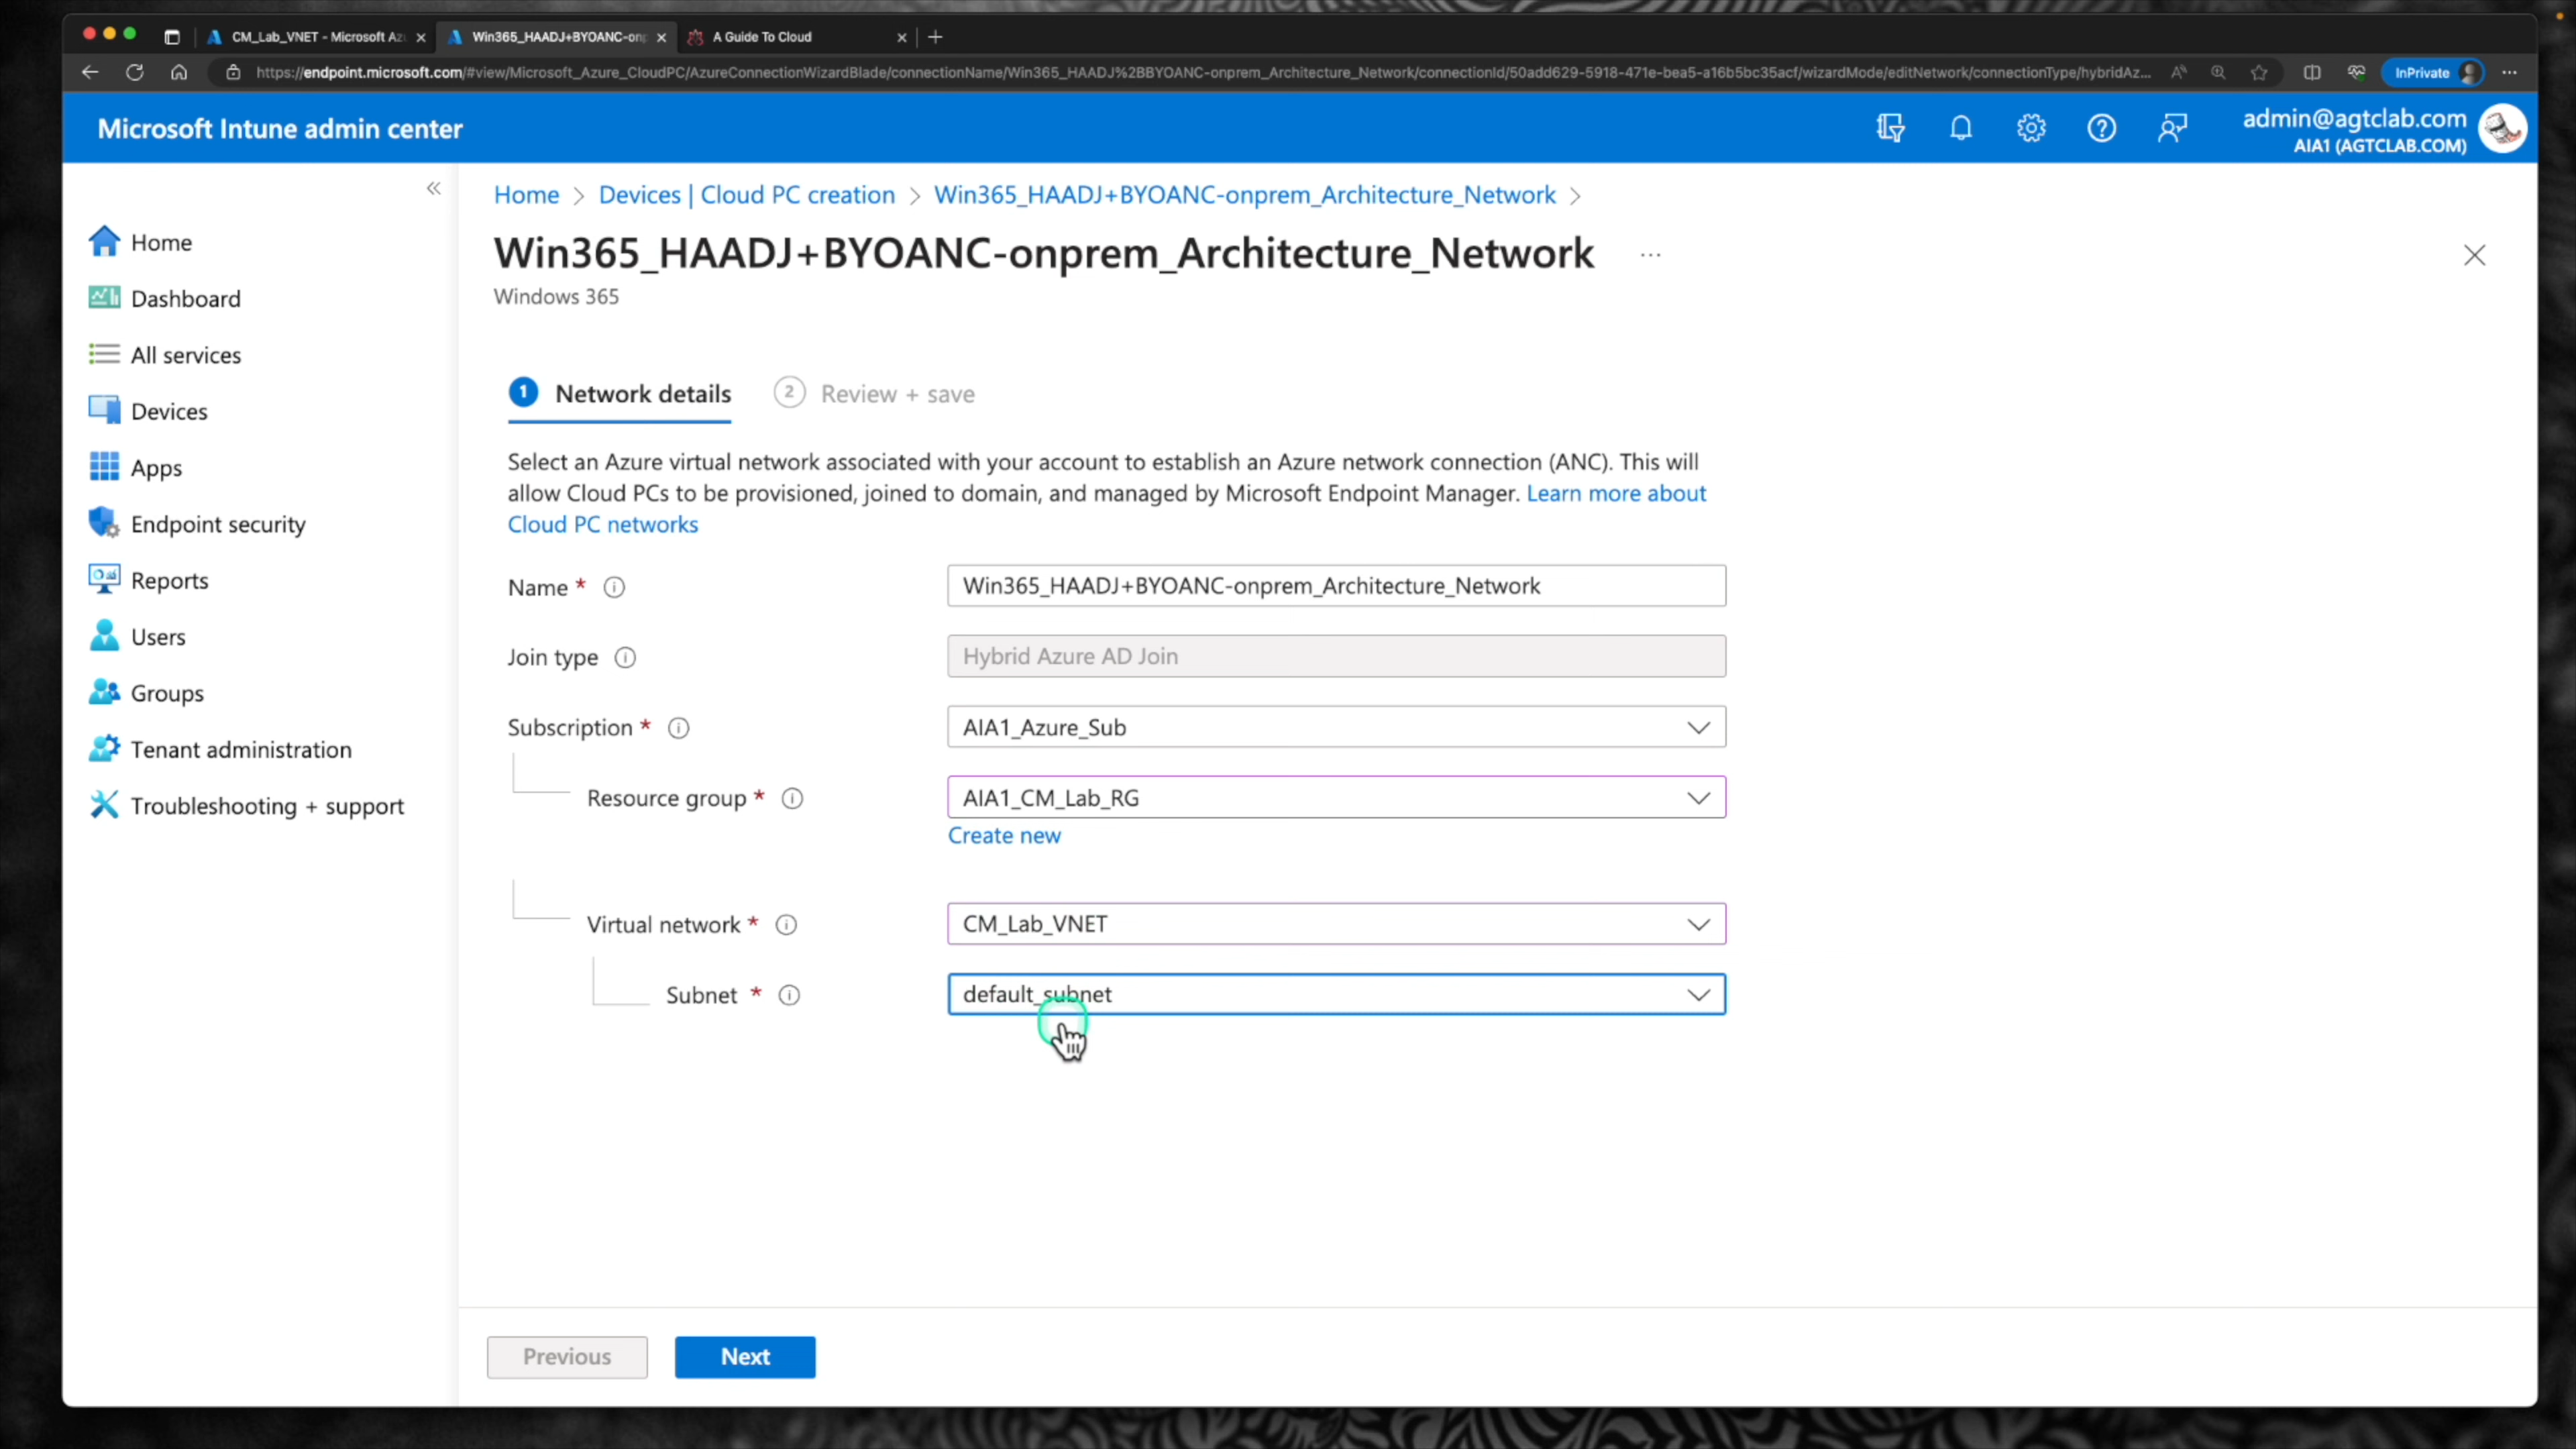 CM_Lab_VNET - Microsoft Az
Win365_HAADJ+BYOANC-onp
A Guide To Cloud
https://endpoint.microsoft.com/#view/Microsoft_Azure_CloudPC/AzureConnectionWizardBlade/connectionName/Win365_HAADJ%2BBYOANC-onprem_Architecture_Network/connectionId/50add629-5918-471e-bea5-a16b5bc35acf/wizardMode/editNetwork/connectionType/hybridAz...
InPrivate
Microsoft Intune admin center
admin@agtclab.com
AIA1 (AGTCLAB.COM)
Home
Dashboard
All services
Devices
Apps
Endpoint security
Reports
Users
Groups
Tenant administration
Troubleshooting + support
Home > Devices | Cloud PC creation > Win365_HAADJ+BYOANC-onprem_Architecture_Network >
Win365_HAADJ+BYOANC-onprem_Architecture_Network ...
Windows 365
1 Network details
2 Review + save
Select an Azure virtual network associated with your account to establish an Azure network connection (ANC). This will
allow Cloud PCs to be provisioned, joined to domain, and managed by Microsoft Endpoint Manager. Learn more about
Cloud PC networks
Name *
Win365_HAADJ+BYOANC-onprem_Architecture_Network
Join type
Hybrid Azure AD Join
Subscription *
AIA1_Azure_Sub
Resource group *
AIA1_CM_Lab_RG
Create new
Virtual network *
CM_Lab_VNET
Subnet *
default_subnet
Previous
Next